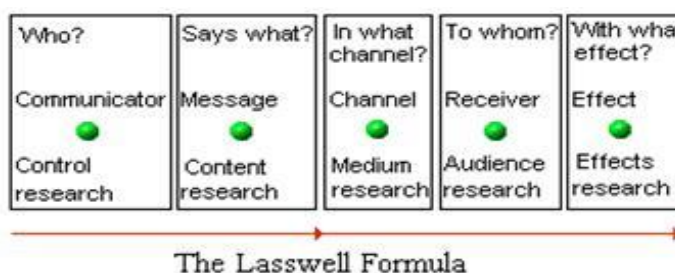 Who?
Communicator
Control
research
Says what?
Message
Content
research
In what
channel?
Channel
Medium
research
To whom?
Receiver
Audience
research
With wha
effect?
Effect
Effects
research
The Lasswell Formula